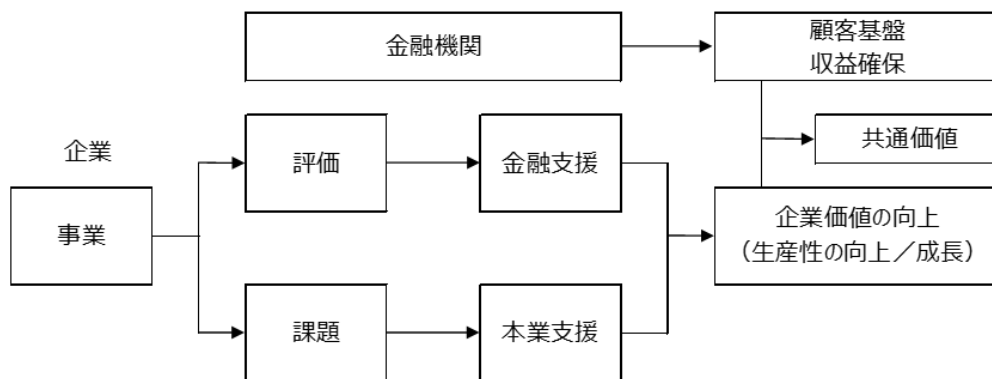 金融機関
顧客基盤
収益確保
共通価値
企業
評価
金融支援
事業
企業価値の向上
（生産性の向上／成長）
課題
本業支援